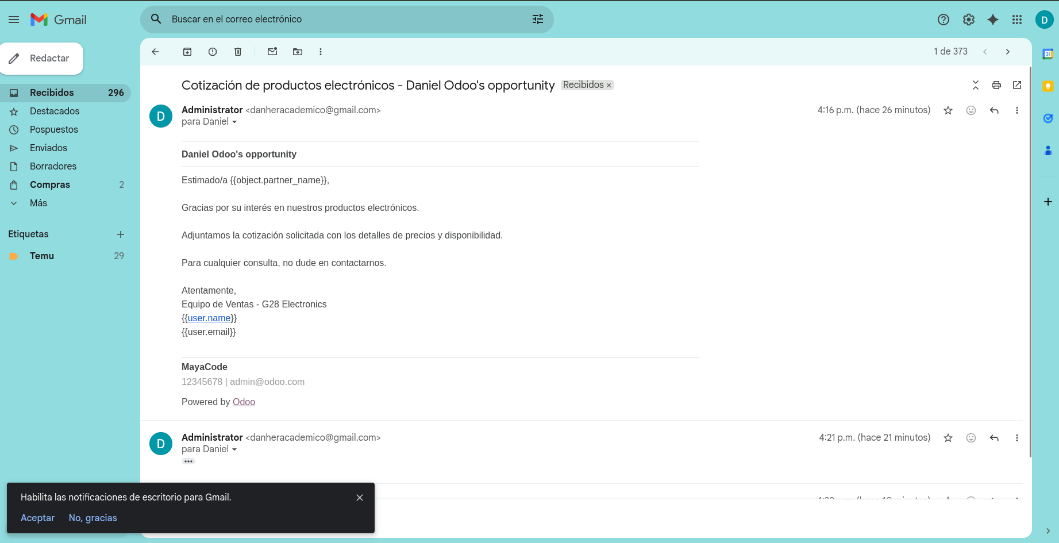 Gmail
Buscar en el correo electrónico
D
Redactar
1 de 373
Recibidos 296
Destacados
Pospuestos
Enviados
Borradores
Compras 2
Más
Etiquetas
Temu 29
Cotización de productos electrónicos - Daniel Odoo's opportunity Recibidos ×
D
Administrator <danheracademico@gmail.com> 4:16 p.m. (hace 26 minutos)
para Daniel
Daniel Odoo's opportunity
Estimado/a {{object.partner_name}},
Gracias por su interés en nuestros productos electrónicos.
Adjuntamos la cotización solicitada con los detalles de precios y disponibilidad.
Para cualquier consulta, no dude en contactarnos.
Atentamente,
Equipo de Ventas - G28 Electronics
{{user.name}}
{{user.email}}
MayaCode
12345678 | admin@odoo.com
Powered by Odoo
D
Administrator <danheracademico@gmail.com> 4:21 p.m. (hace 21 minutos)
para Daniel
Habilita las notificaciones de escritorio para Gmail.
Aceptar No, gracias